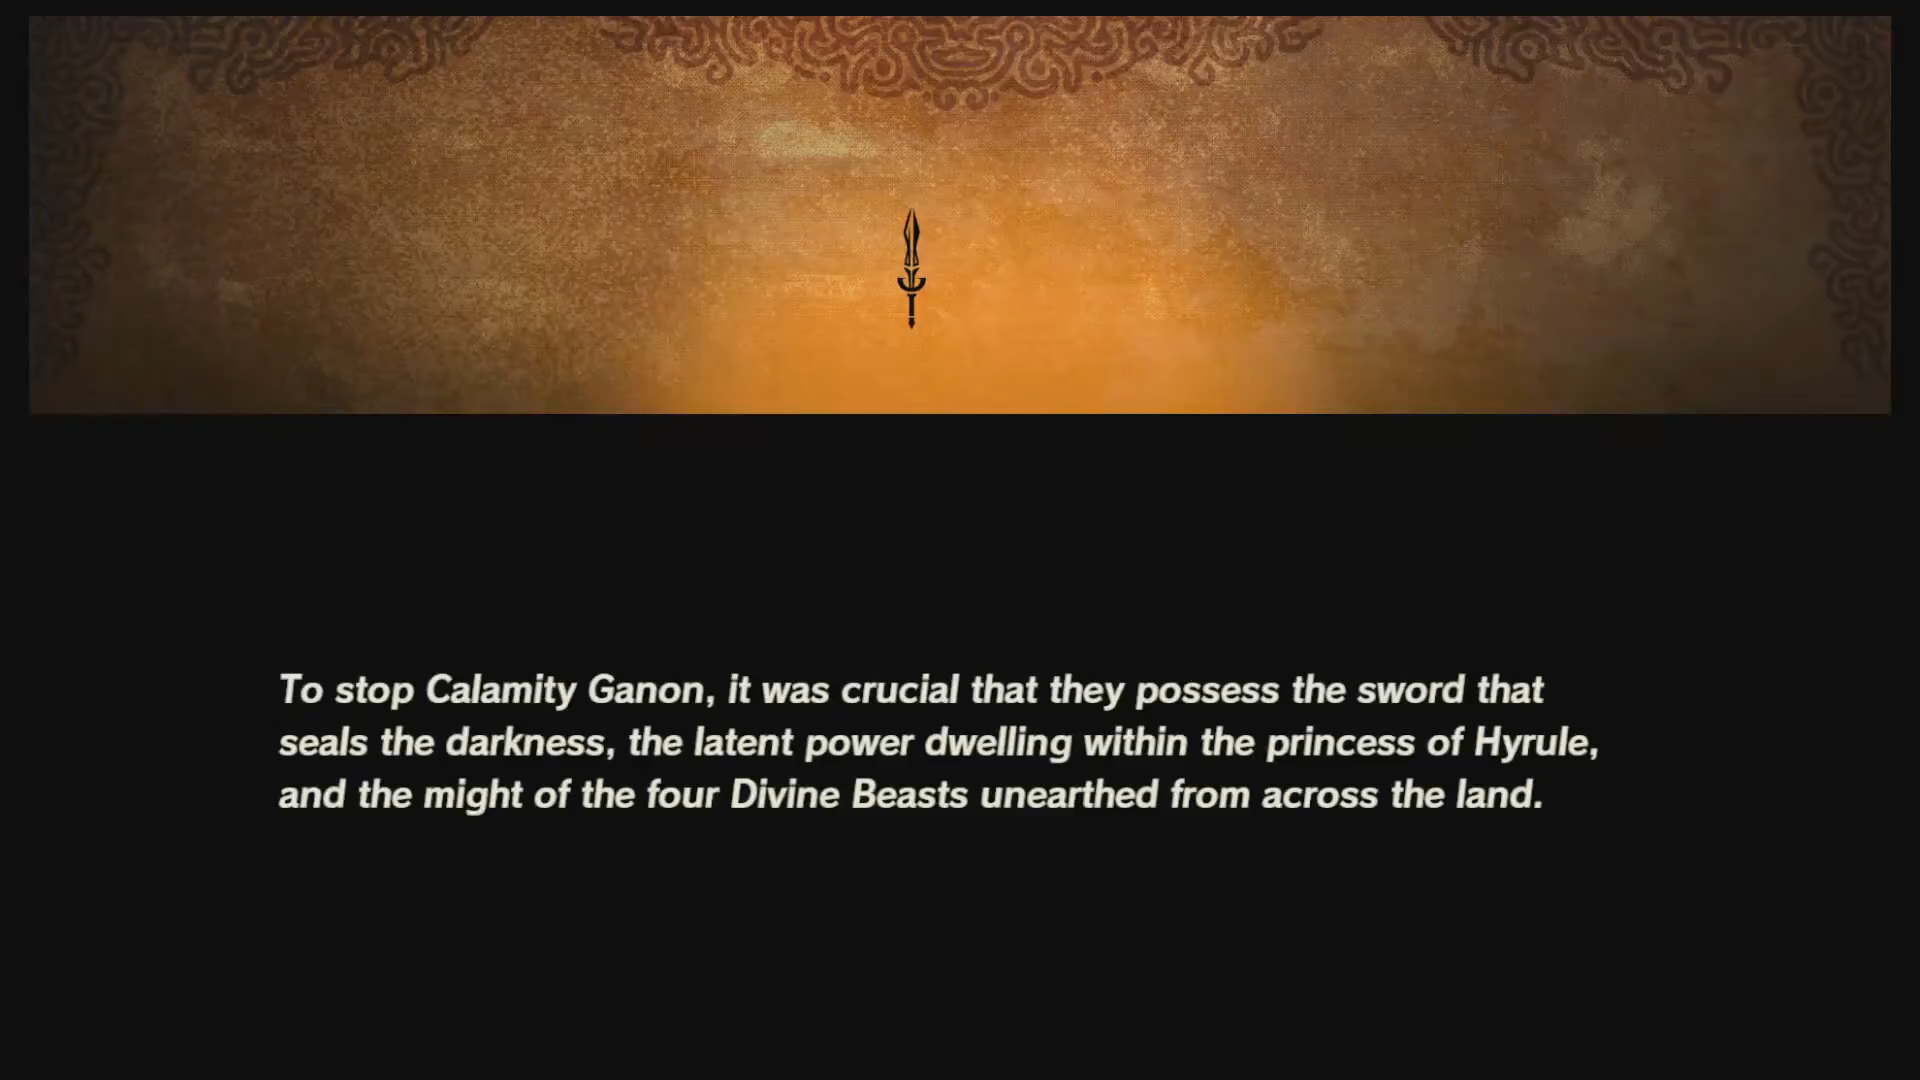 To stop Calamity Ganon, it was crucial that they possess the sword that
seals the darkness, the latent power dwelling within the princess of Hyrule,
and the might of the four Divine Beasts unearthed from across the land.